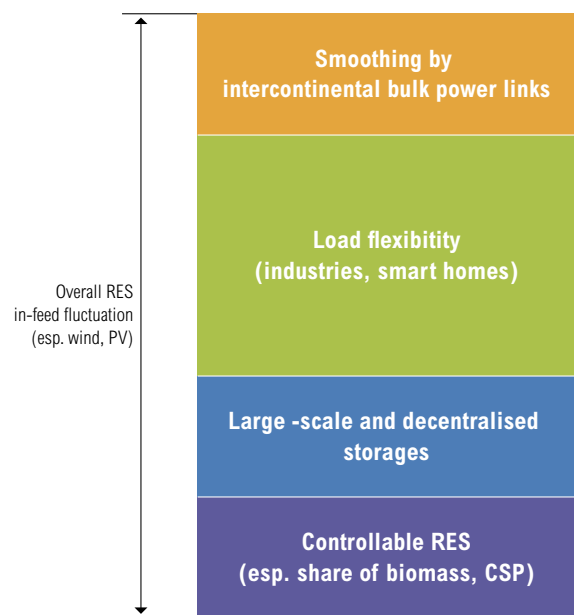 Smoothing by
intercontinental bulk power links
Load flexibitity
(industries, smart homes)
Overall RES
in-feed fluctuation
(esp. wind, PV)
Large -scale and decentralised
storages
Controllable RES
(esp. share of biomass, CSP)